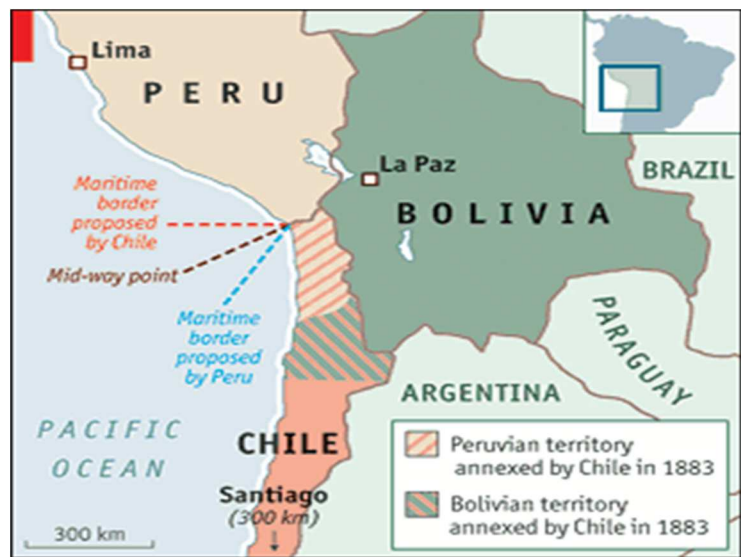 Lima
PERU
La Paz
BOLIVIA
BRAZIL
Maritime
border
proposed
by Chile
Mid-way point
Maritime
border
proposed
by Peru
PARAGUAY
ARGENTINA
PACIFIC
OCEAN
CHILE
Santiago
(300 km)
300 km
Peruvian territory
annexed by Chile in 1883
Bolivian territory
annexed by Chile in 1883